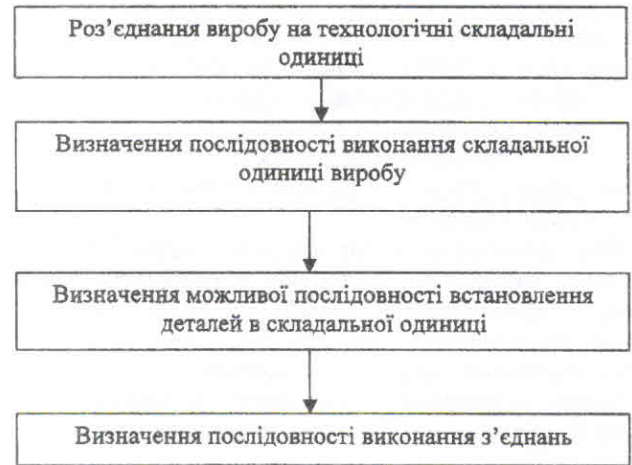 Роз’єднання виробу на технологічні складальні
одиниці
Визначення послідовності виконання складальної
одиниці виробу
Визначення можливої послідовності встановлення
деталей в складальної одиниці
Визначення послідовності виконання з’єднань